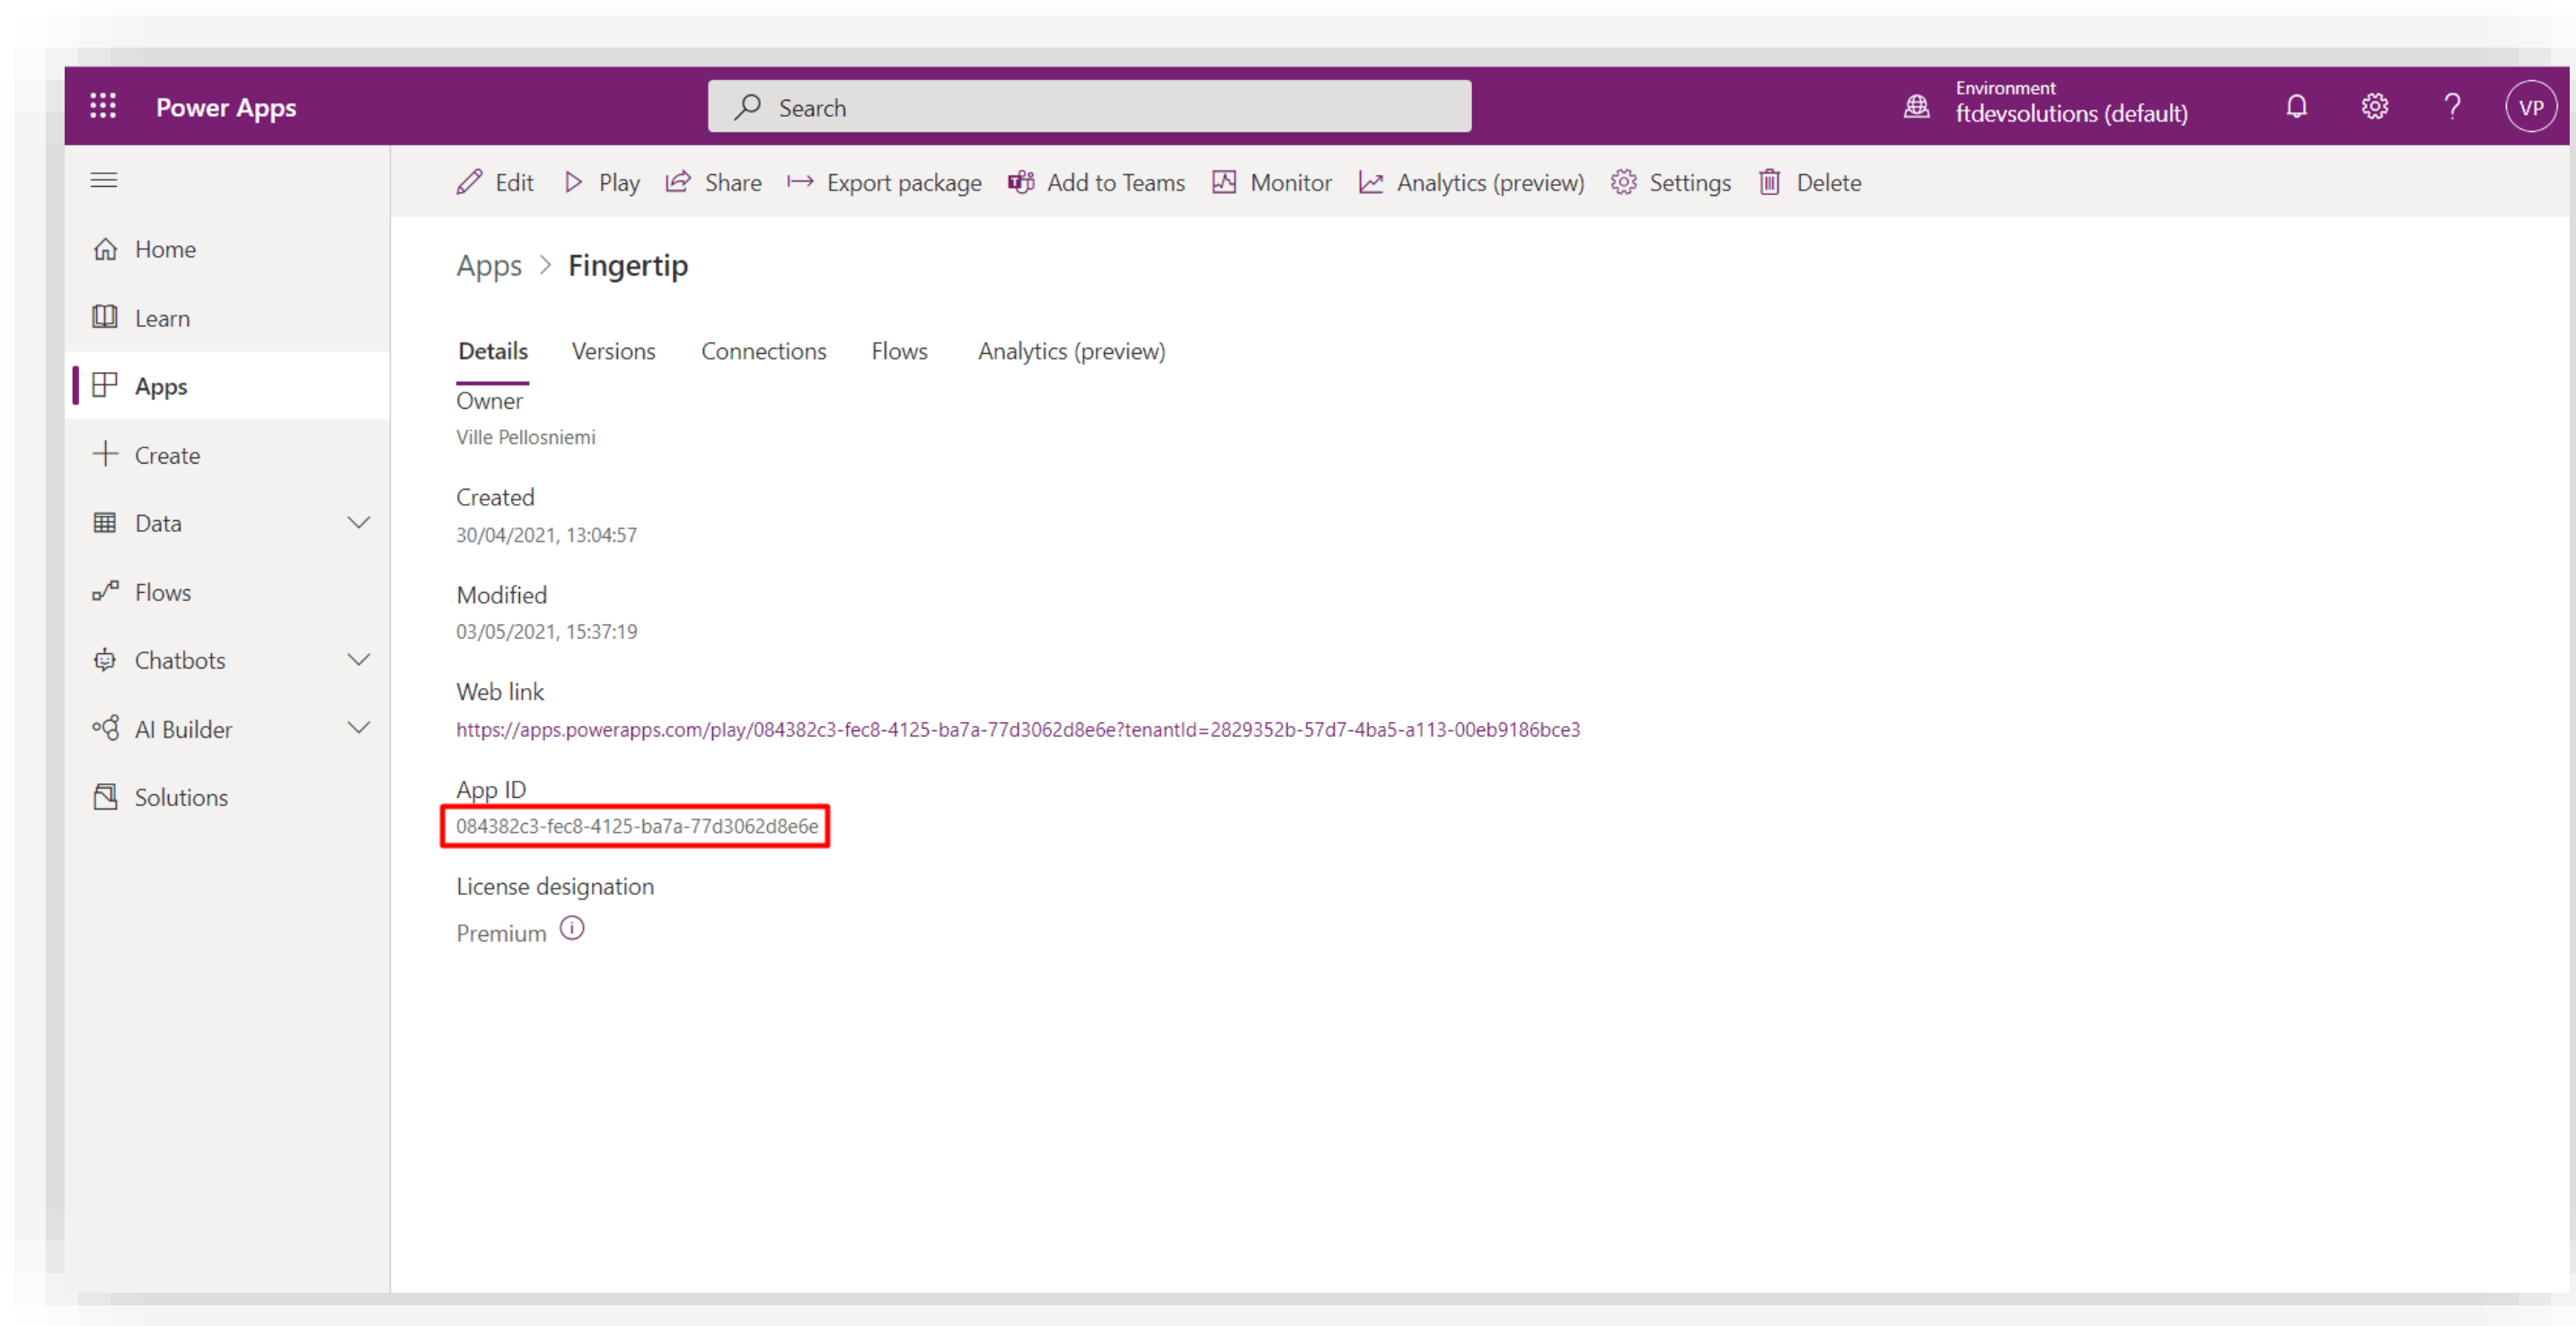 Power Apps
Search
Environment
ftdevsolutions (default)
VP
Edit Play Share Export package Add to Teams Monitor Analytics (preview) Settings Delete
Home
Learn
Apps
Create
Data
Flows
Chatbots
AI Builder
Solutions
Apps > Fingertip
Details Versions Connections Flows Analytics (preview)
Owner
Ville Pellosniemi
Created
30/04/2021, 13:04:57
Modified
03/05/2021, 15:37:19
Web link
https://apps.powerapps.com/play/084382c3-fec8-4125-ba7a-77d3062d8e6e?tenantId=2829352b-57d7-4ba5-a113-00eb9186bce3
App ID
084382c3-fec8-4125-ba7a-77d3062d8e6e
License designation
Premium